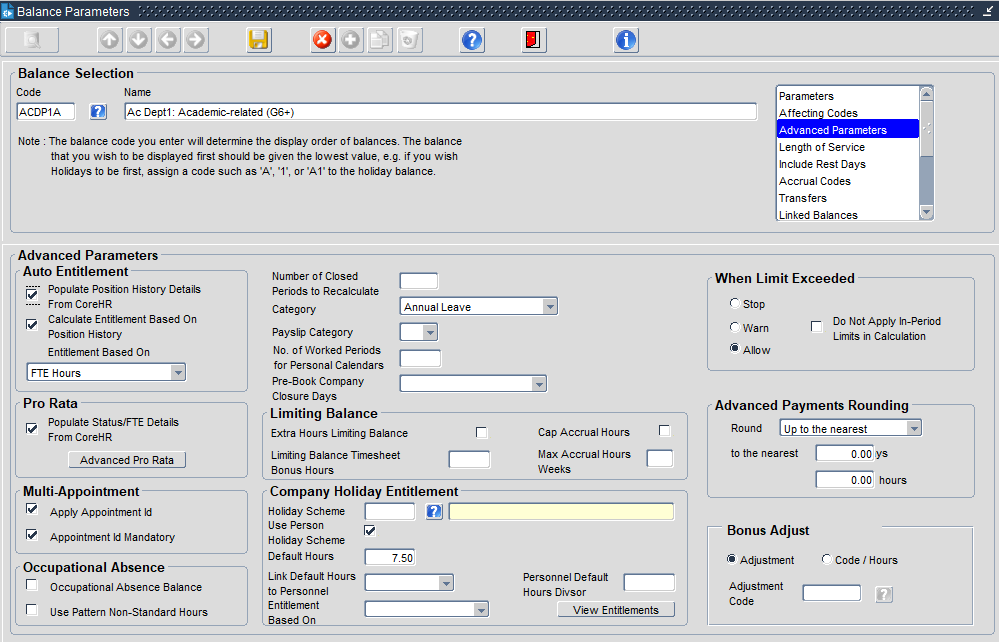 Balance Parameters
Balance Selection
Code
Name
ACDP1A
Ac Dept1: Academic-related (G6+)
Note : The balance code you enter will determine the display order of balances. The balance
that you wish to be displayed first should be given the lowest value, e.g. if you wish
Holidays to be first, assign a code such as 'A', '1', or 'A1' to the holiday balance.
Parameters
Affecting Codes
Advanced Parameters
Length of Service
Include Rest Days
Accrual Codes
Transfers
Linked Balances
Advanced Parameters
Auto Entitlement
Populate Position History Details
From CoreHR
Calculate Entitlement Based On
Position History
Entitlement Based On
FTE Hours
Pro Rata
Populate Status/FTE Details
From CoreHR
Advanced Pro Rata
Multi-Appointment
Apply Appointment Id
Appointment Id Mandatory
Occupational Absence
Occupational Absence Balance
Use Pattern Non-Standard Hours
Number of Closed
Periods to Recalculate
Category
Annual Leave
Payslip Category
No. of Worked Periods
for Personal Calendars
Pre-Book Company
Closure Days
Limiting Balance
Extra Hours Limiting Balance
Cap Accrual Hours
Limiting Balance Timesheet
Bonus Hours
Max Accrual Hours
Weeks
Company Holiday Entitlement
Holiday Scheme
Use Person
Holiday Scheme
Default Hours
7.50
Link Default Hours
to Personnel
Personnel Default
Hours Divsor
Entitlement
Based On
View Entitlements
When Limit Exceeded
Stop
Warn
Allow
Do Not Apply In-Period
Limits in Calculation
Advanced Payments Rounding
Round
Up to the nearest
to the nearest
0.00
ys
0.00
hours
Bonus Adjust
Adjustment
Code / Hours
Adjustment
Code